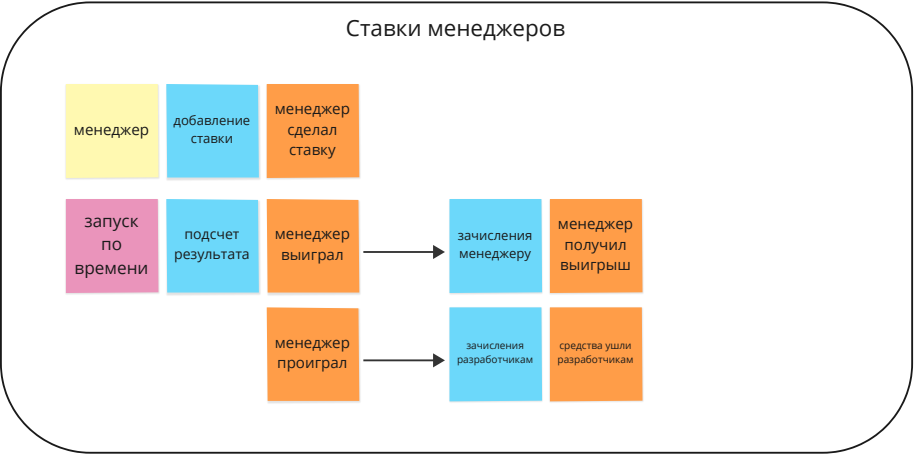 Ставки менеджеров
менеджер
добавление
ставки
менеджер
сделал
ставку
запуск
по
времени
подсчет
результата
менеджер
выиграл
зачисления
менеджеру
менеджер
получил
выигрыш
менеджер
проиграл
зачисления
разработчикам
средства ушли
разработчикам